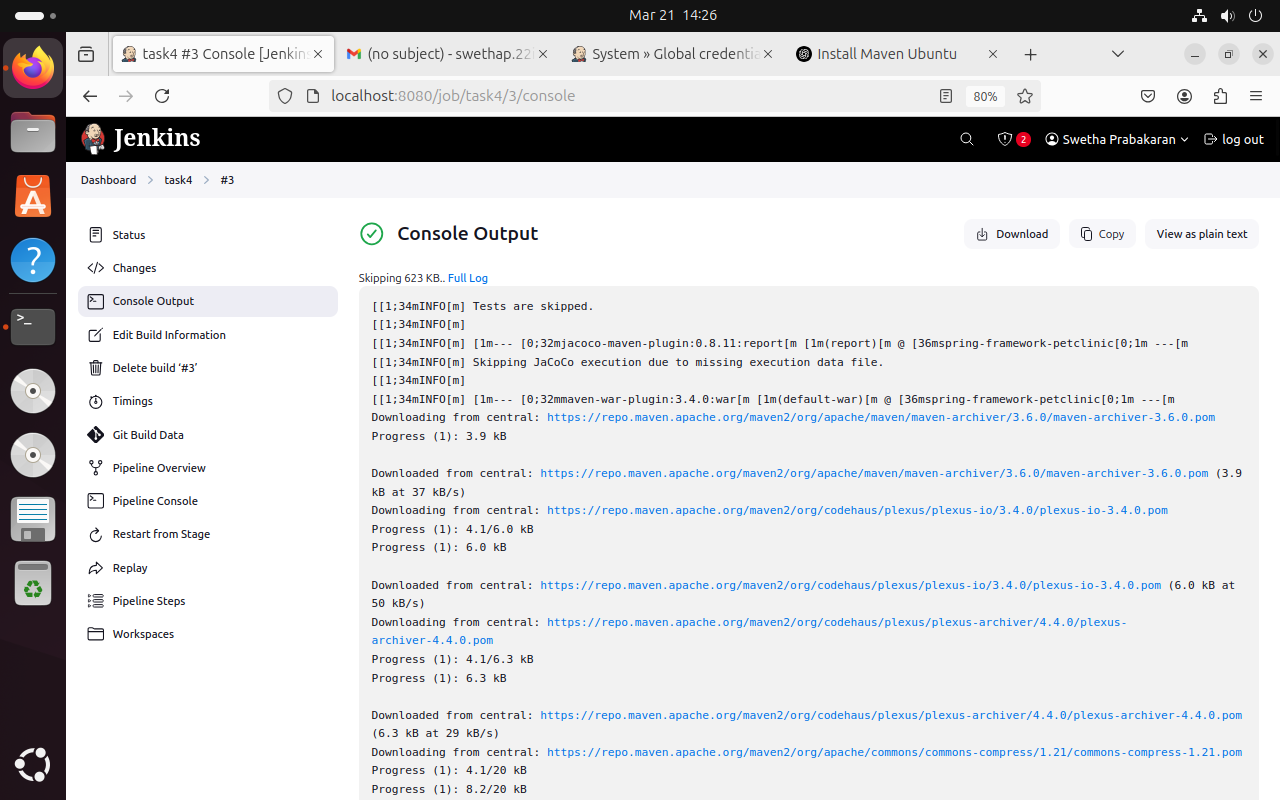 Mar 21 14:26
task4 #3 Console [Jenkins
(no subject) - swethap.22
System » Global credentia
Install Maven Ubuntu
localhost:8080/job/task4/3/console
80%
Jenkins
2
Swetha Prabakaran
log out
Dashboard
task4
#3
Status
Changes
Console Output
Edit Build Information
Delete build ‘#3’
Timings
Git Build Data
Pipeline Overview
Pipeline Console
Restart from Stage
Replay
Pipeline Steps
Workspaces
Console Output
Download
Copy
View as plain text
Skipping 623 KB.. Full Log
[[1;34mINFO[m] Tests are skipped.
[[1;34mINFO[m]
[[1;34mINFO[m] [1m--- [0;32mjacoco-maven-plugin:0.8.11:report[m [1m(report)[m @ [36mspring-framework-petclinic[0;1m ---[m
[[1;34mINFO[m] Skipping JaCoCo execution due to missing execution data file.
[[1;34mINFO[m]
[[1;34mINFO[m] [1m--- [0;32mmaven-war-plugin:3.4.0:war[m [1m(default-war)[m @ [36mspring-framework-petclinic[0;1m ---[m
Downloading from central: https://repo.maven.apache.org/maven2/org/apache/maven/maven-archiver/3.6.0/maven-archiver-3.6.0.pom
Progress (1): 3.9 kB
Downloaded from central: https://repo.maven.apache.org/maven2/org/apache/maven/maven-archiver/3.6.0/maven-archiver-3.6.0.pom (3.9
kB at 37 kB/s)
Downloading from central: https://repo.maven.apache.org/maven2/org/codehaus/plexus/plexus-io/3.4.0/plexus-io-3.4.0.pom
Progress (1): 4.1/6.0 kB
Progress (1): 6.0 kB
Downloaded from central: https://repo.maven.apache.org/maven2/org/codehaus/plexus/plexus-io/3.4.0/plexus-io-3.4.0.pom (6.0 kB at
50 kB/s)
Downloading from central: https://repo.maven.apache.org/maven2/org/codehaus/plexus/plexus-archiver/4.4.0/plexus-
archiver-4.4.0.pom
Progress (1): 4.1/6.3 kB
Progress (1): 6.3 kB
Downloaded from central: https://repo.maven.apache.org/maven2/org/codehaus/plexus/plexus-archiver/4.4.0/plexus-archiver-4.4.0.pom
(6.3 kB at 29 kB/s)
Downloading from central: https://repo.maven.apache.org/maven2/org/apache/commons/commons-compress/1.21/commons-compress-1.21.pom
Progress (1): 4.1/20 kB
Progress (1): 8.2/20 kB